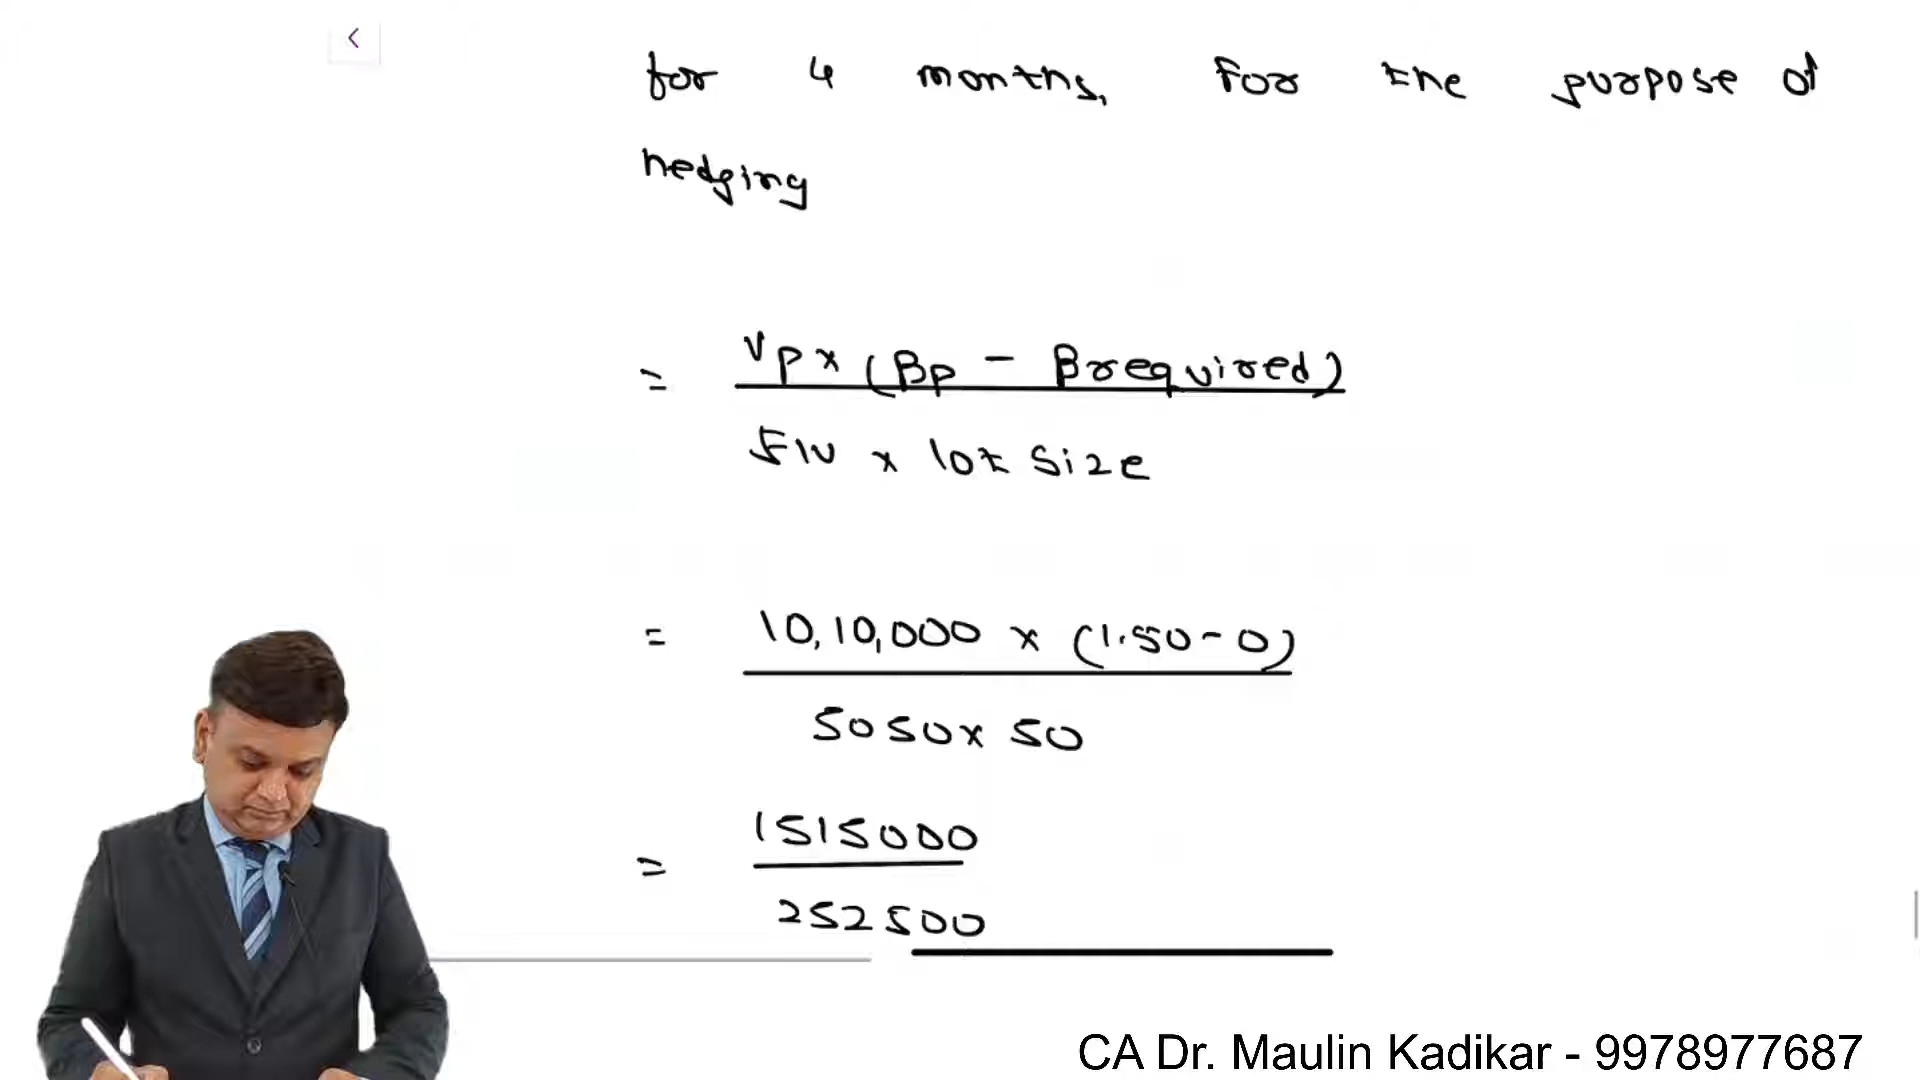 for 4 months, For the purpose of
hedging
= Vp × (βp - βrequired)
FIV × lot size
= 10,10,000 × (1.50 - 0)
5050 × 50
= 1515000
252500
CA Dr. Maulin Kadikar - 9978977687